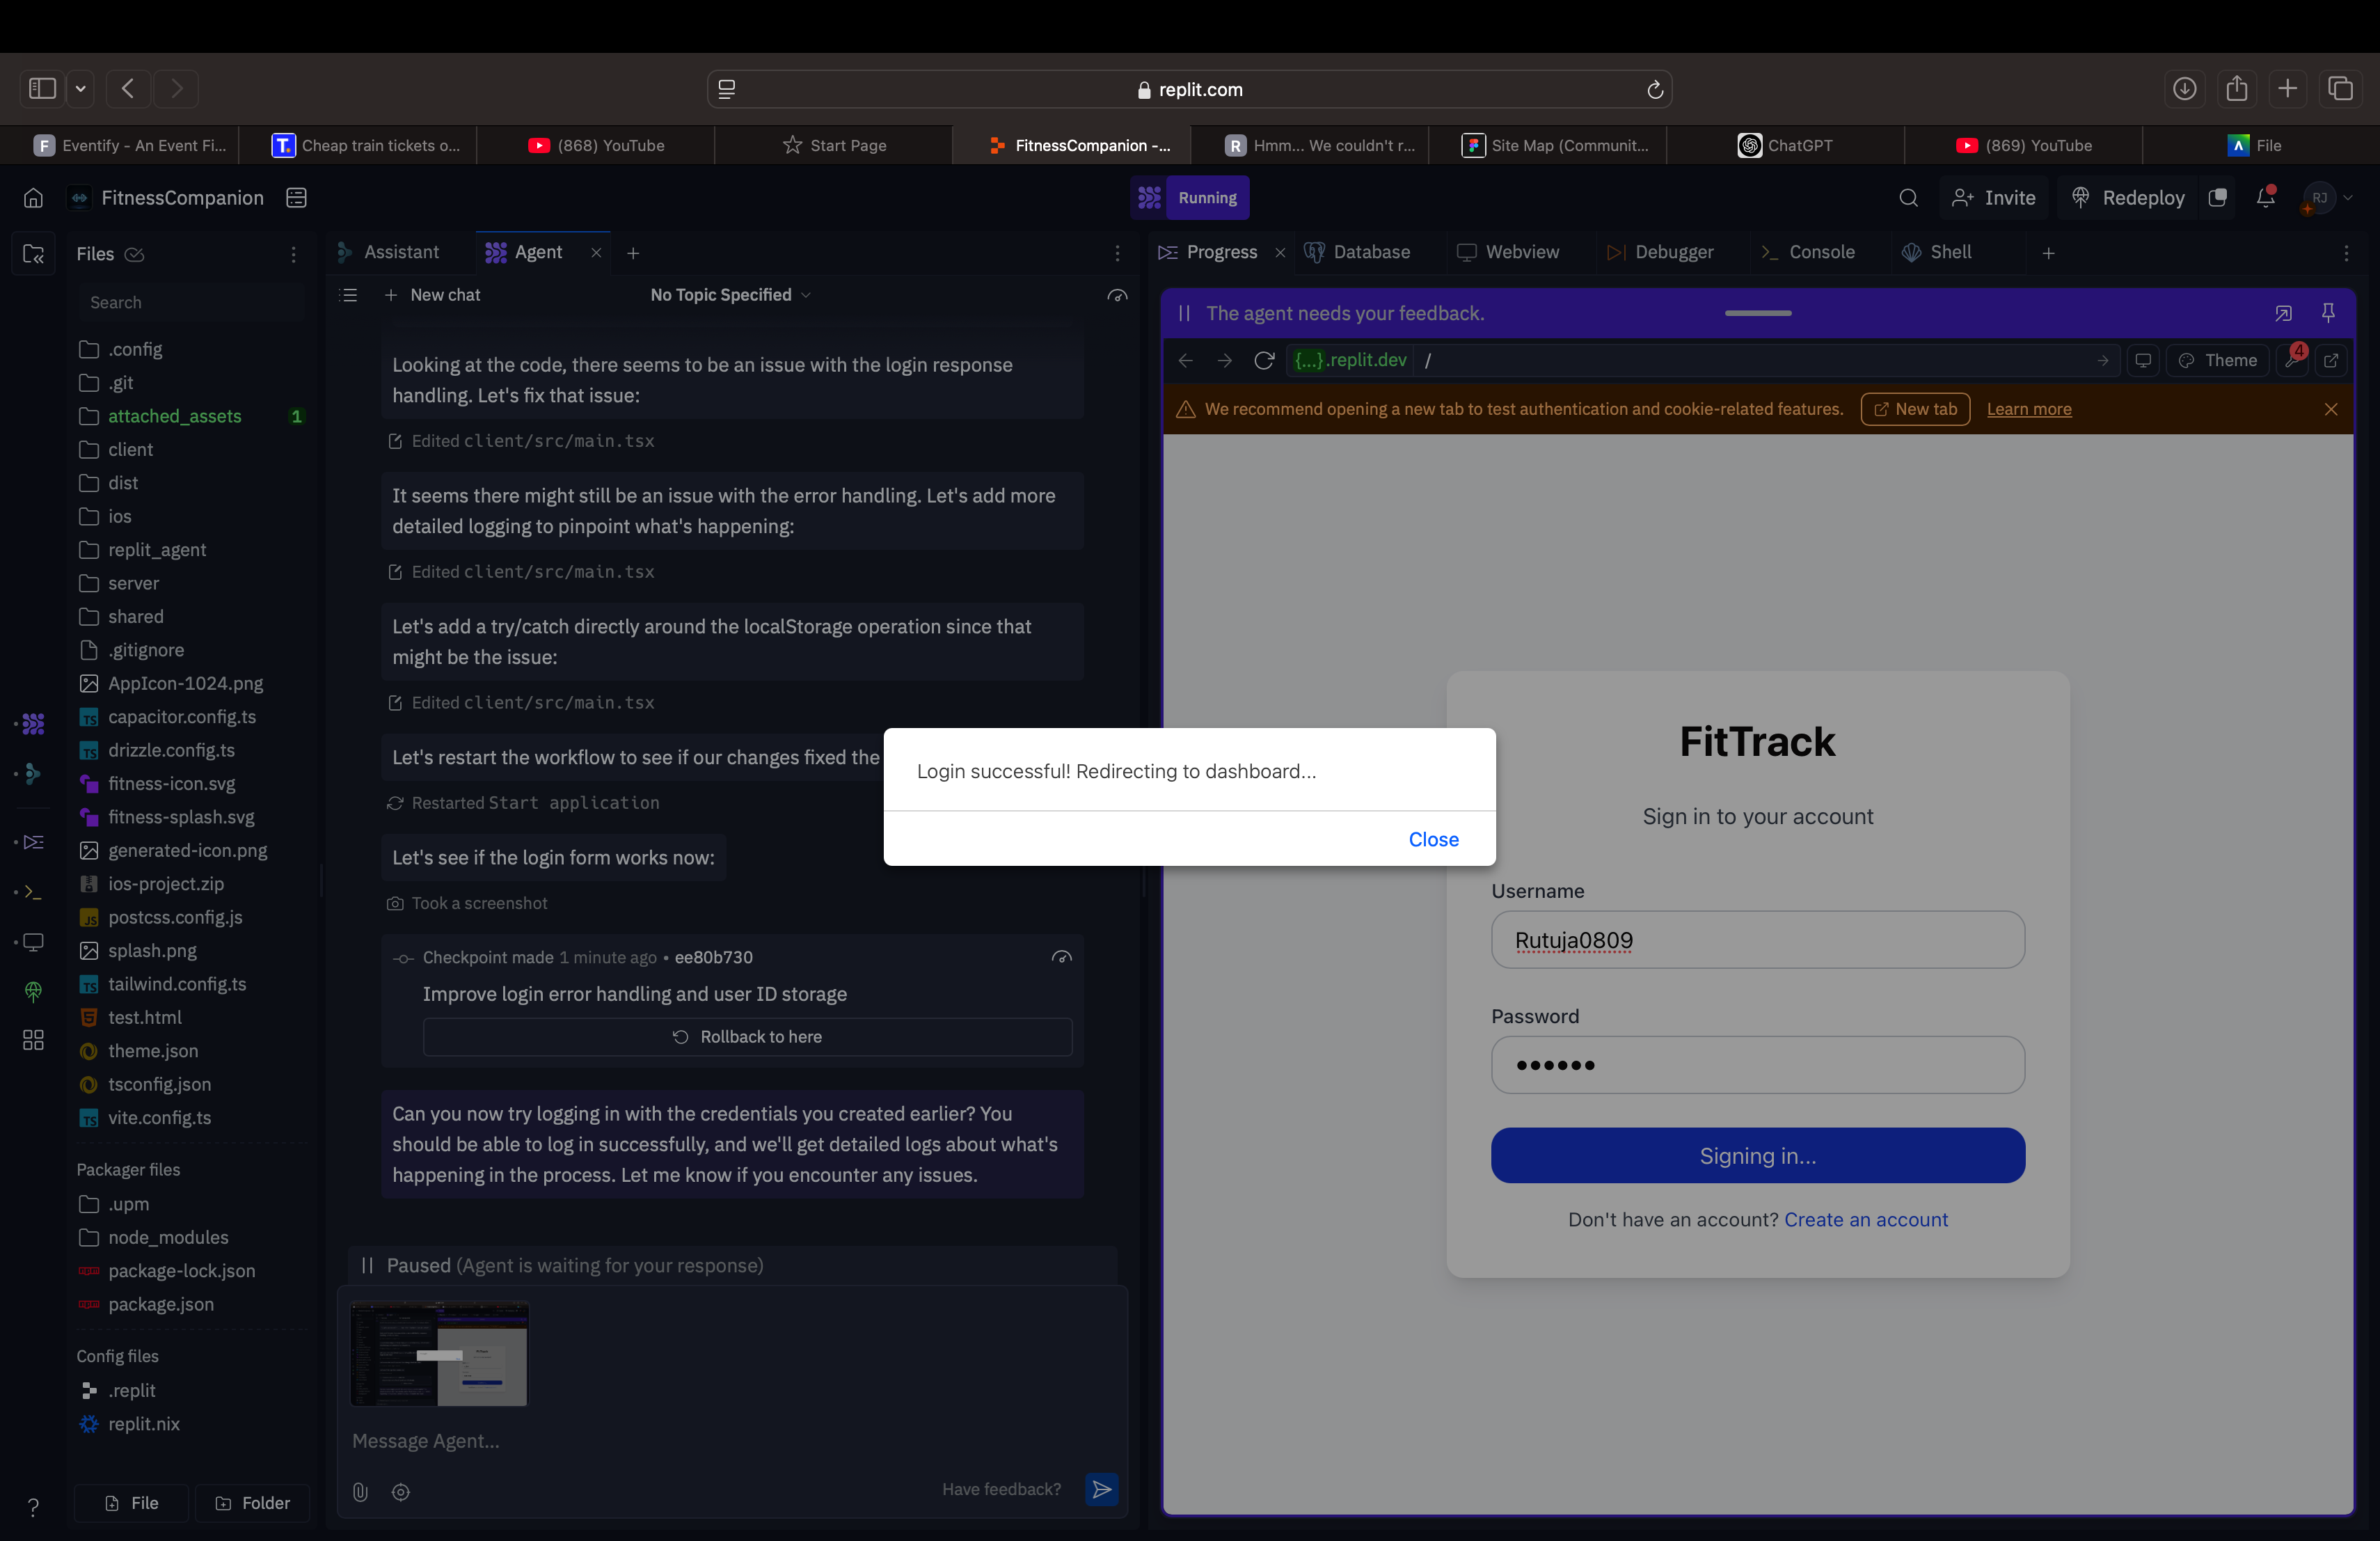 replit.com
Eventify - An Event Fi...
Cheap train tickets o...
(868) YouTube
Start Page
FitnessCompanion -...
Hmm... We couldn't r...
Site Map (Communit...
ChatGPT
(869) YouTube
File
FitnessCompanion
Running
Invite
Redeploy
RJ
Files
Search
.config
.git
attached_assets 1
client
dist
ios
replit_agent
server
shared
.gitignore
AppIcon-1024.png
capacitor.config.ts
drizzle.config.ts
fitness-icon.svg
fitness-splash.svg
generated-icon.png
ios-project.zip
postcss.config.js
splash.png
tailwind.config.ts
test.html
theme.json
tsconfig.json
vite.config.ts
Packager files
.upm
node_modules
package-lock.json
package.json
Config files
.replit
replit.nix
File
Folder
Assistant
Agent
New chat
No Topic Specified
Looking at the code, there seems to be an issue with the login response
handling. Let's fix that issue:
Edited client/src/main.tsx
It seems there might still be an issue with the error handling. Let's add more
detailed logging to pinpoint what's happening:
Edited client/src/main.tsx
Let's add a try/catch directly around the localStorage operation since that
might be the issue:
Edited client/src/main.tsx
Let's restart the workflow to see if our changes fixed the
Restarted Start application
Let's see if the login form works now:
Took a screenshot
Checkpoint made 1 minute ago • ee80b730
Improve login error handling and user ID storage
Rollback to here
Can you now try logging in with the credentials you created earlier? You
should be able to log in successfully, and we'll get detailed logs about what's
happening in the process. Let me know if you encounter any issues.
Paused (Agent is waiting for your response)
Message Agent...
Have feedback?
Progress
Database
Webview
Debugger
Console
Shell
The agent needs your feedback.
{...}.replit.dev /
Theme
4
We recommend opening a new tab to test authentication and cookie-related features.
New tab
Learn more
Login successful! Redirecting to dashboard...
Close
FitTrack
Sign in to your account
Username
Rutuja0809
Password
Signing in...
Don't have an account? Create an account